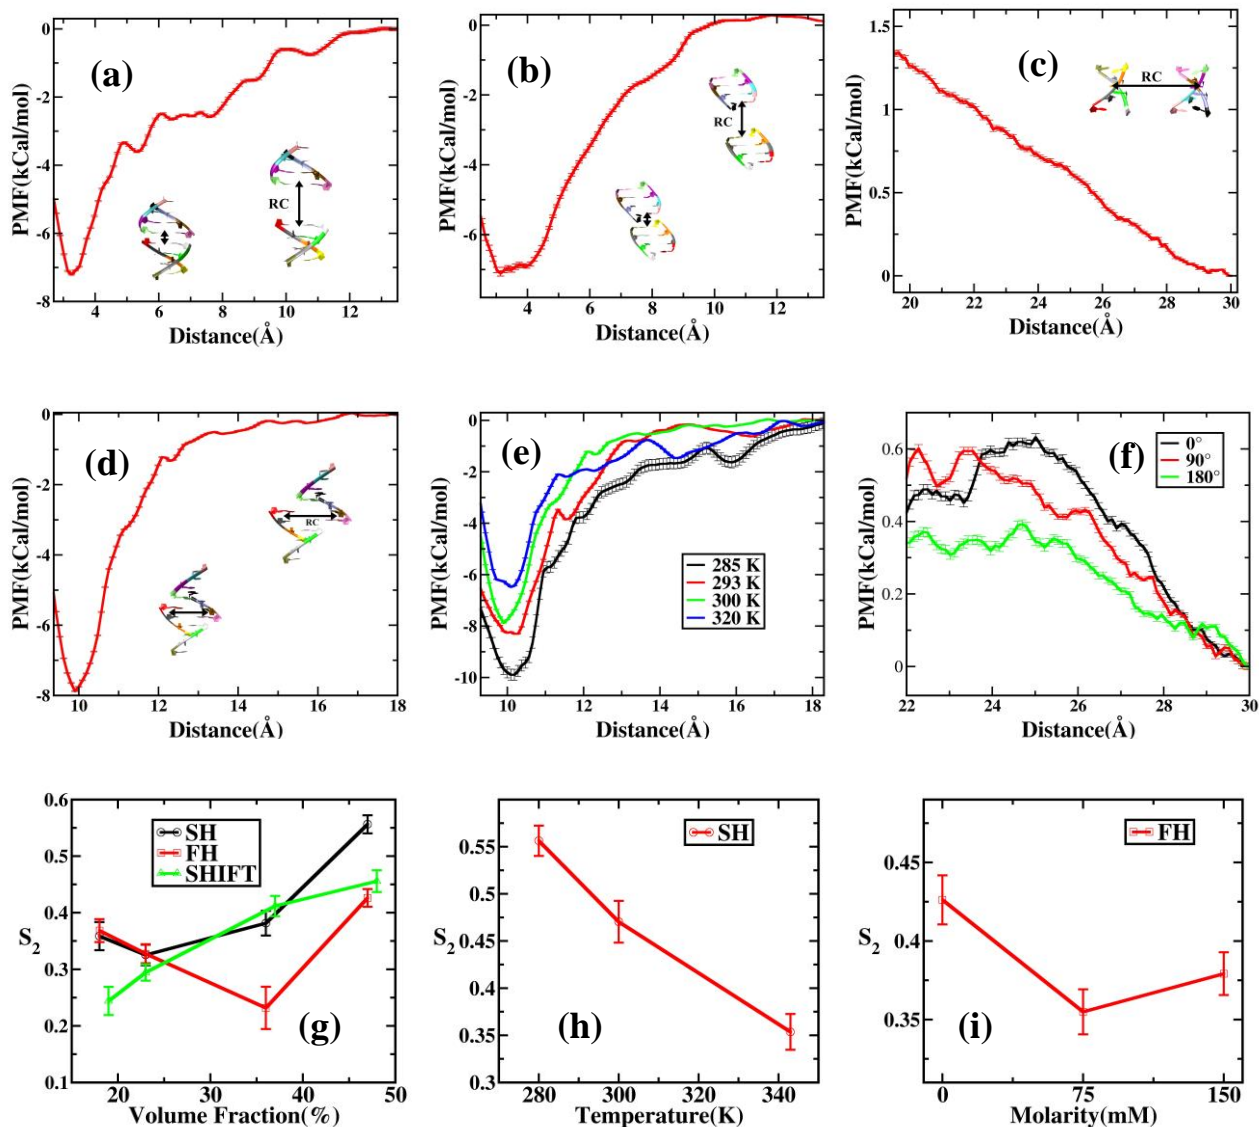 (a)
PMF(kCal/mol)
0
-2
-4
-6
-8
RC
4 6 8 10 12
Distance(Å)
(b)
PMF(kCal/mol)
0
-2
-4
-6
RC
4 6 8 10 12
Distance(Å)
(c)
PMF(kCal/mol)
1.5
1
0.5
0
RC
20 22 24 26 28 30
Distance(Å)
(d)
PMF(kCal/mol)
0
-2
-4
-6
-8
RC
10 12 14 16 18
Distance(Å)
(e)
PMF(kCal/mol)
0
-2
-4
-6
-8
-10
285 K
293 K
300 K
320 K
10 12 14 16 18
Distance(Å)
(f)
PMF(kCal/mol)
0.6
0.4
0.2
0
0°
90°
180°
22 24 26 28 30
Distance(Å)
(g)
S2
0.6
0.5
0.4
0.3
0.2
0.1
SH
FH
SHIFT
20 30 40 50
Volume Fraction(%)
(h)
S2
0.55
0.5
0.45
0.4
0.35
0.3
SH
280 300 320 340
Temperature(K)
(i)
S2
0.45
0.4
0.35
FH
0 75 150
Molarity(mM)